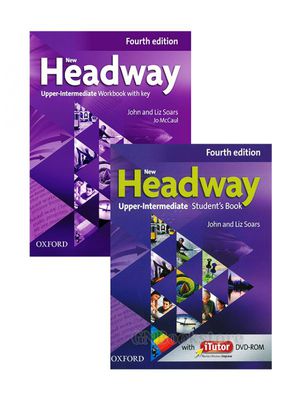 Fourth edition
New
Headway
Upper-Intermediate Workbook with key
John and Liz Soars
Jo McCaul
OXFORD
Fourth edition
New
Headway
Upper-Intermediate Student's Book
John and Liz Soars
with iTutor DVD-ROM
OXFORD